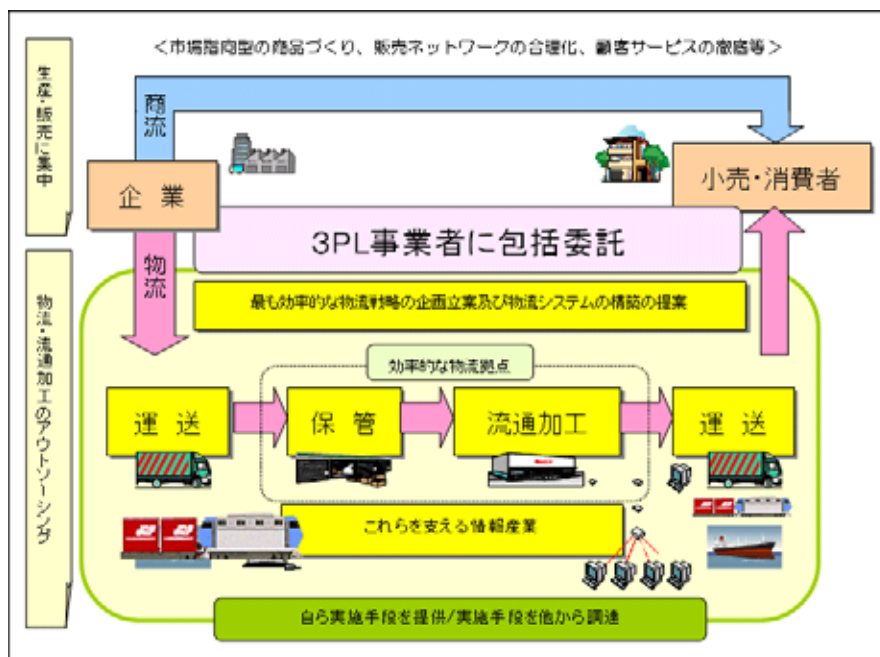 ＜市場階向型の商品づくり、販売ネットワークの合理化、顧客サービスの徹底等＞
生産・販売に集中
商流
企業
小売・消費者
3PL事業者に包括委託
物流
最も効率的な物流戦略の企画立案及び物流システムの構築の提案
物流・流通加工のアウトソーシング
効率的な物流拠点
運送
保管
流通加工
運送
これらを支える情報産業
自ら実施手段を提供/実施手段を他から調達